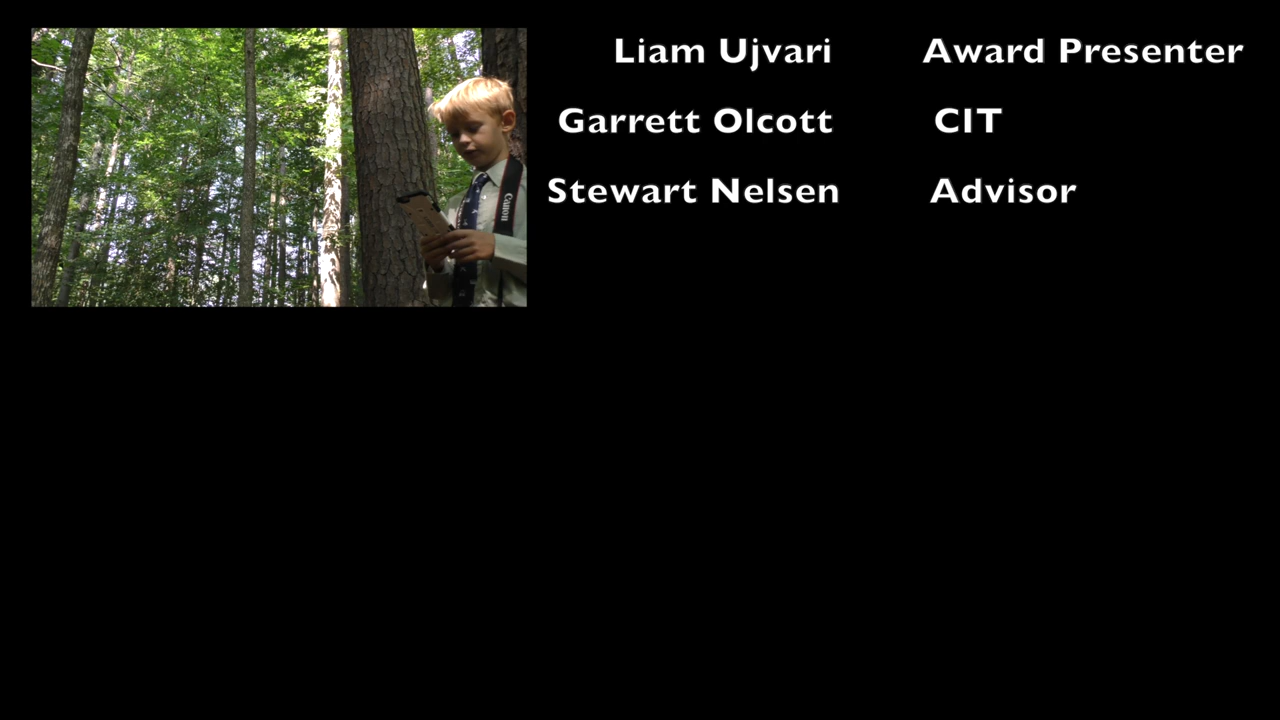 Liam Ujvari Award Presenter
Garrett Olcott CIT
Stewart Nelsen Advisor
Canon